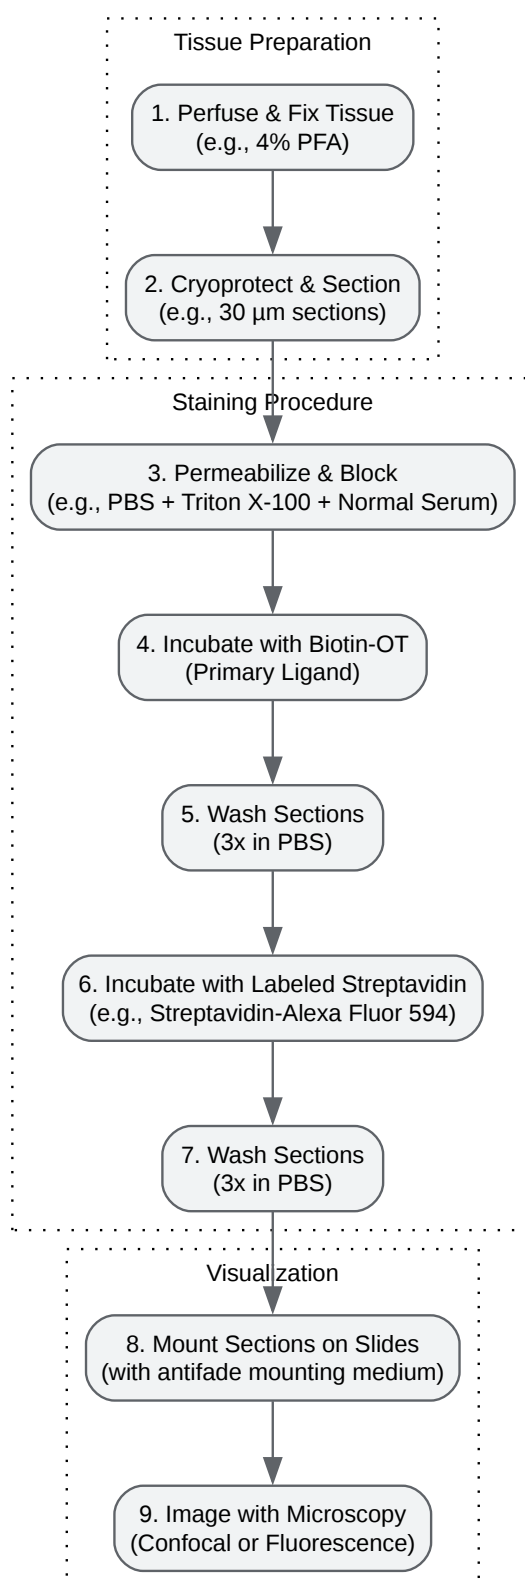 Tissue Preparation
1. Perfuse & Fix Tissue
(e.g., 4% PFA)
2. Cryoprotect & Section
(e.g., 30 µm sections)
Staining Procedure
3. Permeabilize & Block
(e.g., PBS + Triton X-100 + Normal Serum)
4. Incubate with Biotin-OT
(Primary Ligand)
5. Wash Sections
(3x in PBS)
6. Incubate with Labeled Streptavidin
(e.g., Streptavidin-Alexa Fluor 594)
7. Wash Sections
(3x in PBS)
Visualization
8. Mount Sections on Slides
(with antifade mounting medium)
9. Image with Microscopy
(Confocal or Fluorescence)